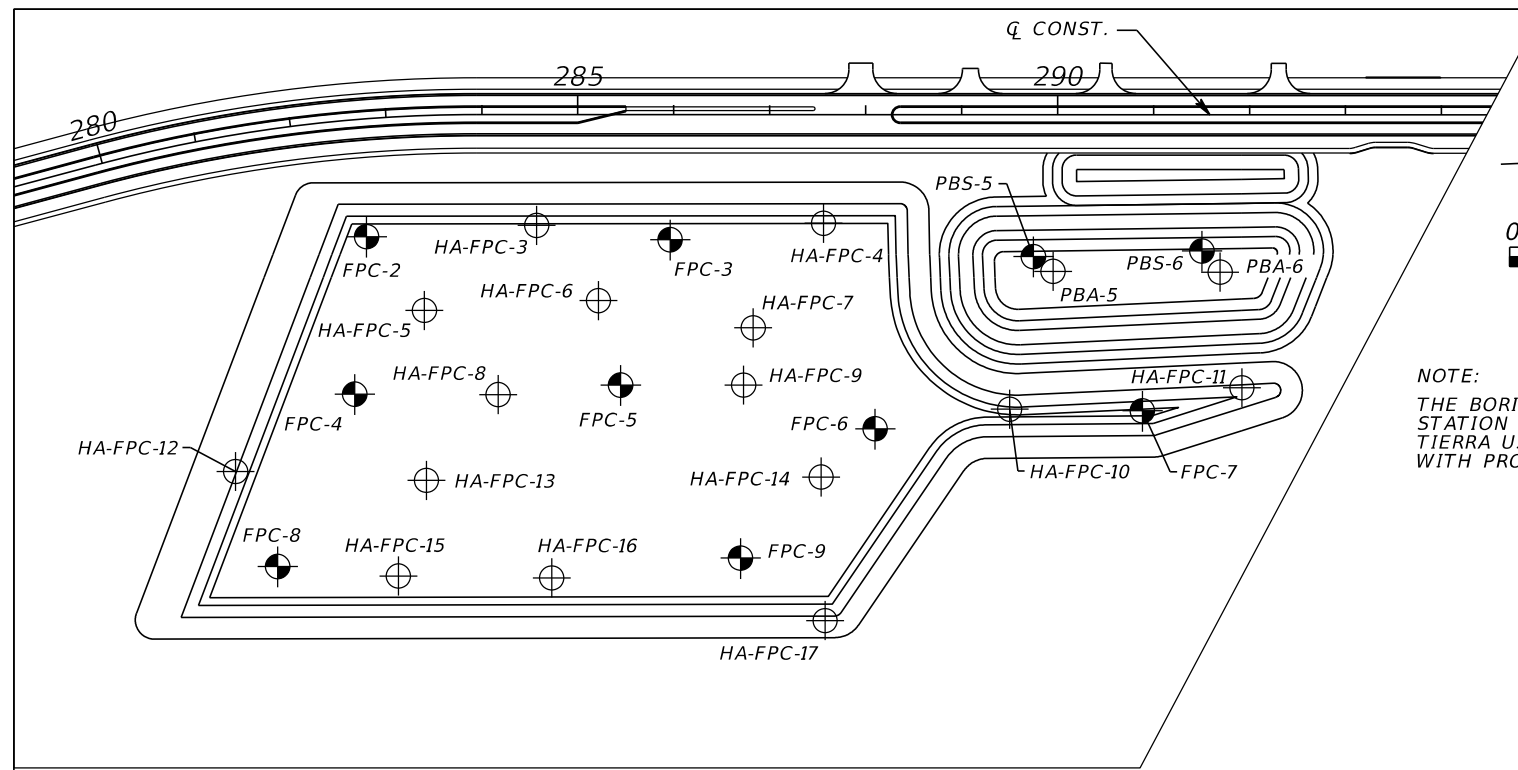 ℄ CONST.
280
285
290
PBS-5
HA-FPC-3
FPC-2
FPC-3
HA-FPC-4
PBS-6
PBA-6
PBA-5
HA-FPC-6
HA-FPC-7
HA-FPC-5
HA-FPC-8
HA-FPC-9
HA-FPC-11
FPC-4
FPC-5
FPC-6
HA-FPC-12
HA-FPC-13
HA-FPC-14
HA-FPC-10
FPC-7
FPC-8
HA-FPC-15
HA-FPC-16
FPC-9
HA-FPC-17
0
NOTE:
THE BORI
STATION
TIERRA U.
WITH PRO